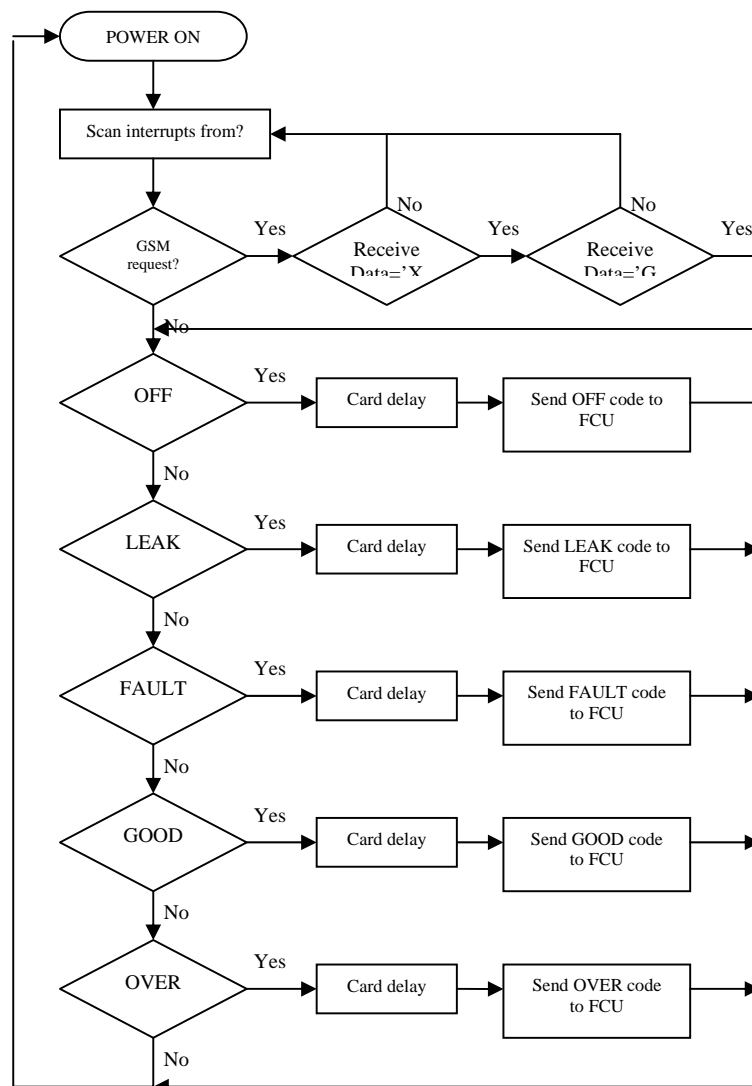 POWER ON
Scan interrupts from?
No
No
Yes
Yes
Yes
GSM
request?
Receive
Data='X
Receive
Data='G
No
OFF
Yes
Card delay
Send OFF code to
FCU
No
LEAK
Yes
Card delay
Send LEAK code to
FCU
No
FAULT
Yes
Card delay
Send FAULT code
to FCU
No
GOOD
Yes
Card delay
Send GOOD code
to FCU
No
OVER
Yes
Card delay
Send OVER code
to FCU
No